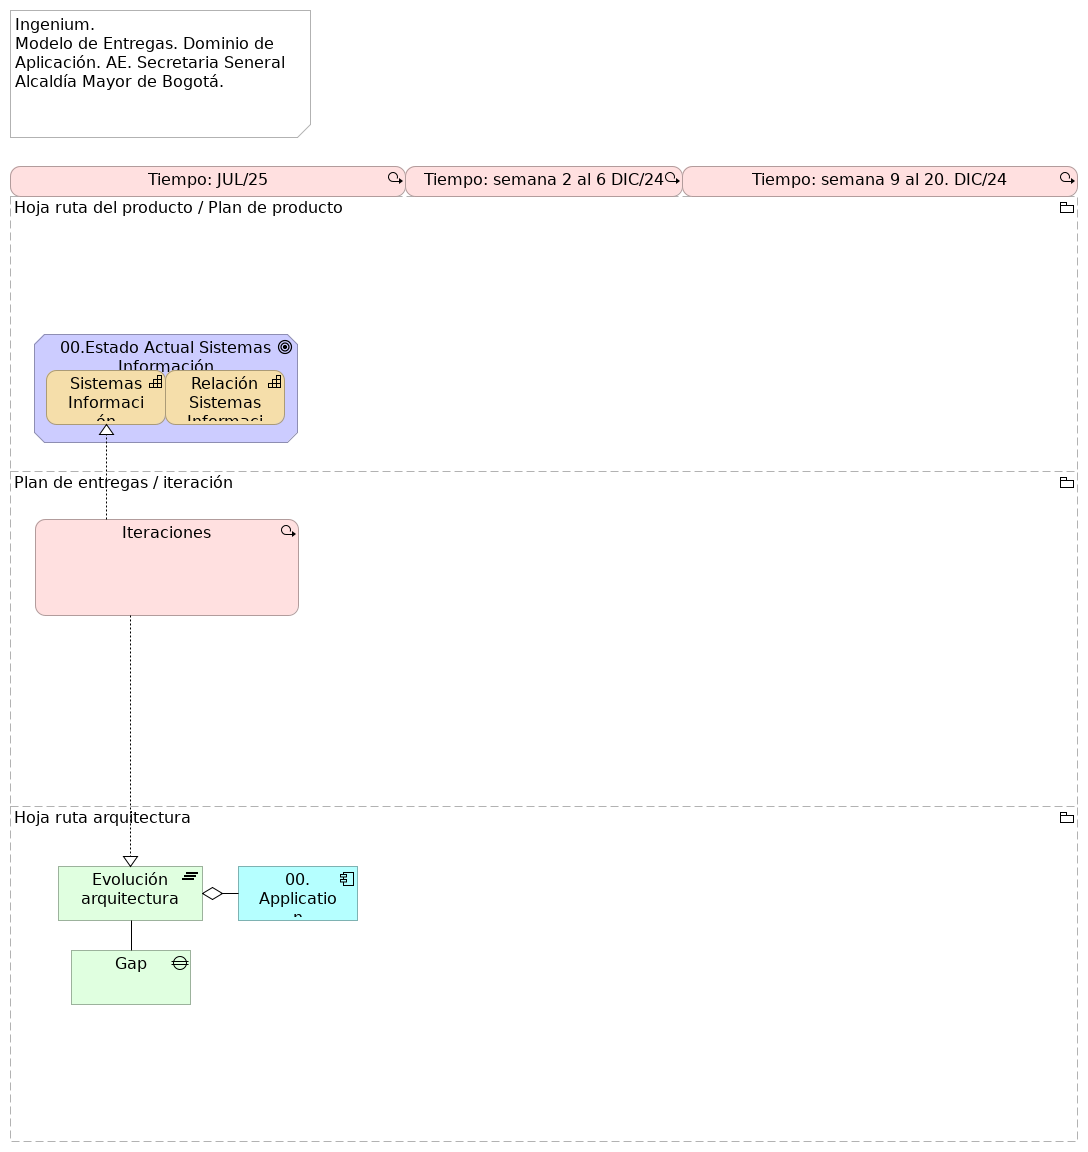 Ingenium.
Modelo de Entregas. Dominio de
Aplicación. AE. Secretaria Seneral
Alcaldía Mayor de Bogotá.
Tiempo: JUL/25
Tiempo: semana 2 al 6 DIC/24
Tiempo: semana 9 al 20. DIC/24
Hoja ruta del producto / Plan de producto
00.Estado Actual Sistemas
Información
Sistemas
Informaci
ón
Relación
Sistemas
Informaci
Plan de entregas / iteración
Iteraciones
Hoja ruta arquitectura
Evolución
arquitectura
00.
Applicatio
n
Gap